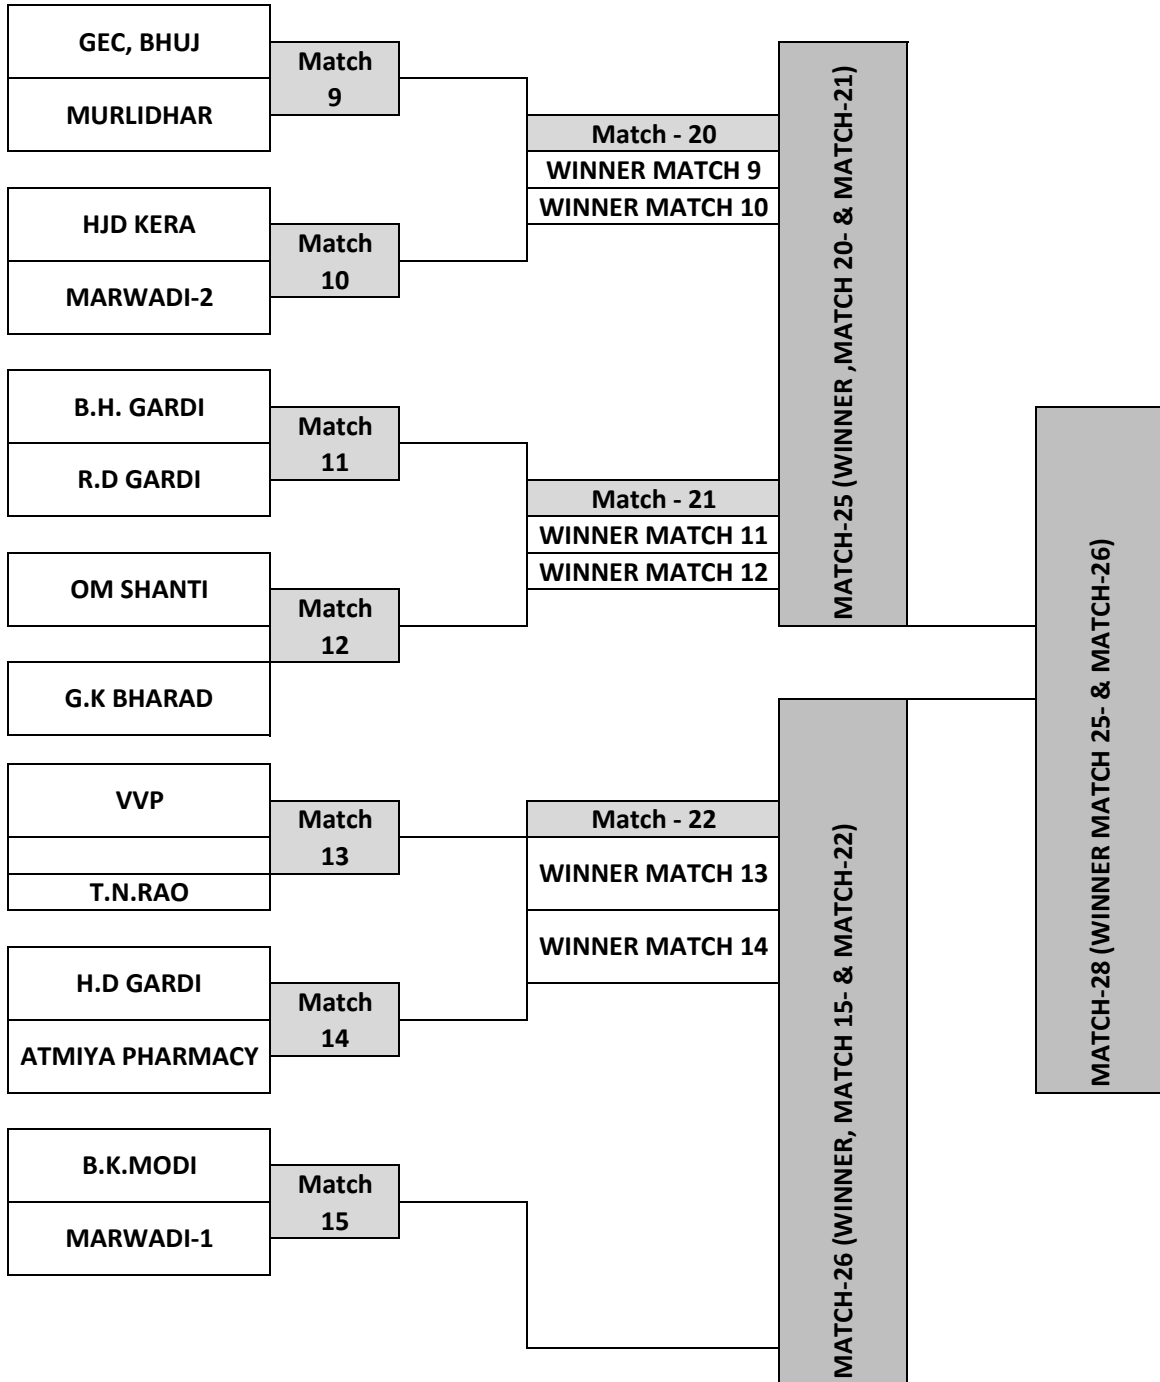 GEC, BHUJ
MURLIDHAR
Match
9
HJD KERA
MARWADI-2
Match
10
Match - 20
WINNER MATCH 9
WINNER MATCH 10
B.H. GARDI
R.D GARDI
Match
11
OM SHANTI
G.K BHARAD
Match
12
Match - 21
WINNER MATCH 11
WINNER MATCH 12
MATCH-25 (WINNER ,MATCH 20- & MATCH-21)
VVP
T.N.RAO
Match
13
H.D GARDI
ATMIYA PHARMACY
Match
14
Match - 22
WINNER MATCH 13
WINNER MATCH 14
B.K.MODI
MARWADI-1
Match
15
MATCH-26 (WINNER, MATCH 15- & MATCH-22)
MATCH-28 (WINNER MATCH 25- & MATCH-26)